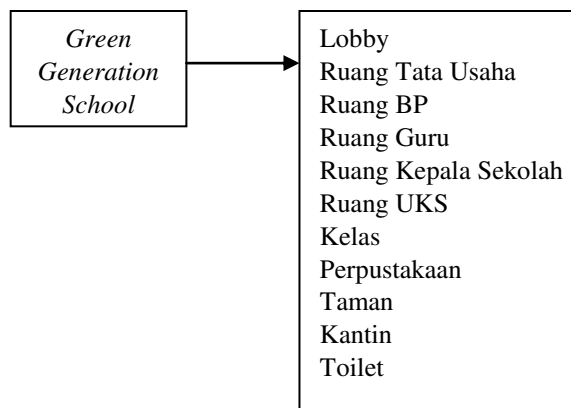 Green
Generation
School
Lobby
Ruang Tata Usaha
Ruang BP
Ruang Guru
Ruang Kepala Sekolah
Ruang UKS
Kelas
Perpustakaan
Taman
Kantin
Toilet